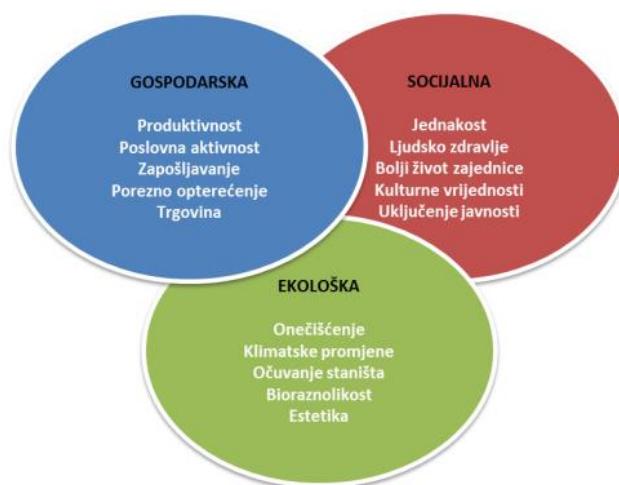 GOSPODARSKA
Produktivnost
Poslovna aktivnost
Zapošljavanje
Porezno opterećenje
Trgovina
SOCIJALNA
Jednakost
Ljudsko zdravlje
Bolji život zajednice
Kulturne vrijednosti
Uključenje javnosti
EKOLOŠKA
Onečišćenje
Klimatske promjene
Očuvanje staništa
Bioraznolikost
Estetika